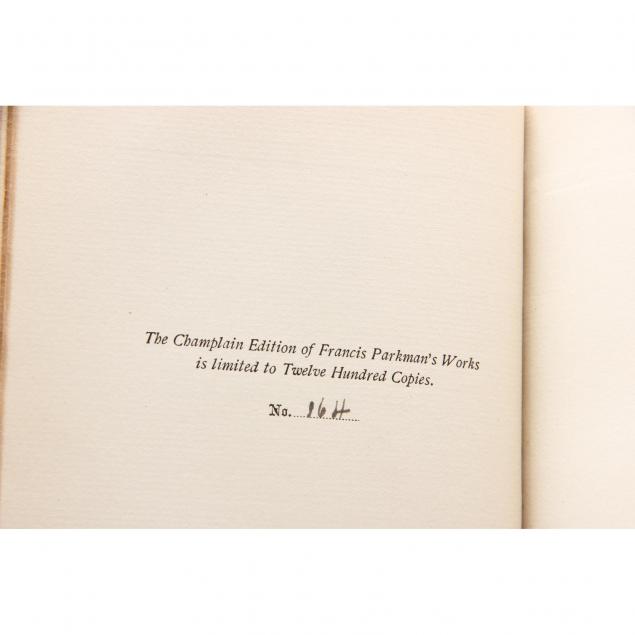 The Champlain Edition of Francis Parkman's Works
is limited to Twelve Hundred Copies.
No. 164